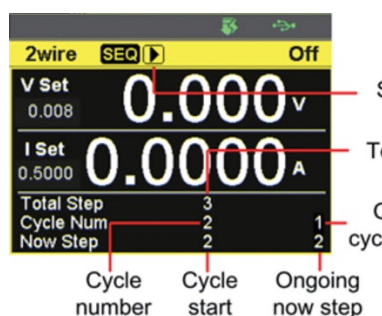 2wire SEQ Off
V Set
0.008 0.000 V
I Set
0.5000 0.0000 A
Total Step 3
Cycle Num 2 1
Now Step 2 2
Cycle number
Cycle start
Ongoing now step